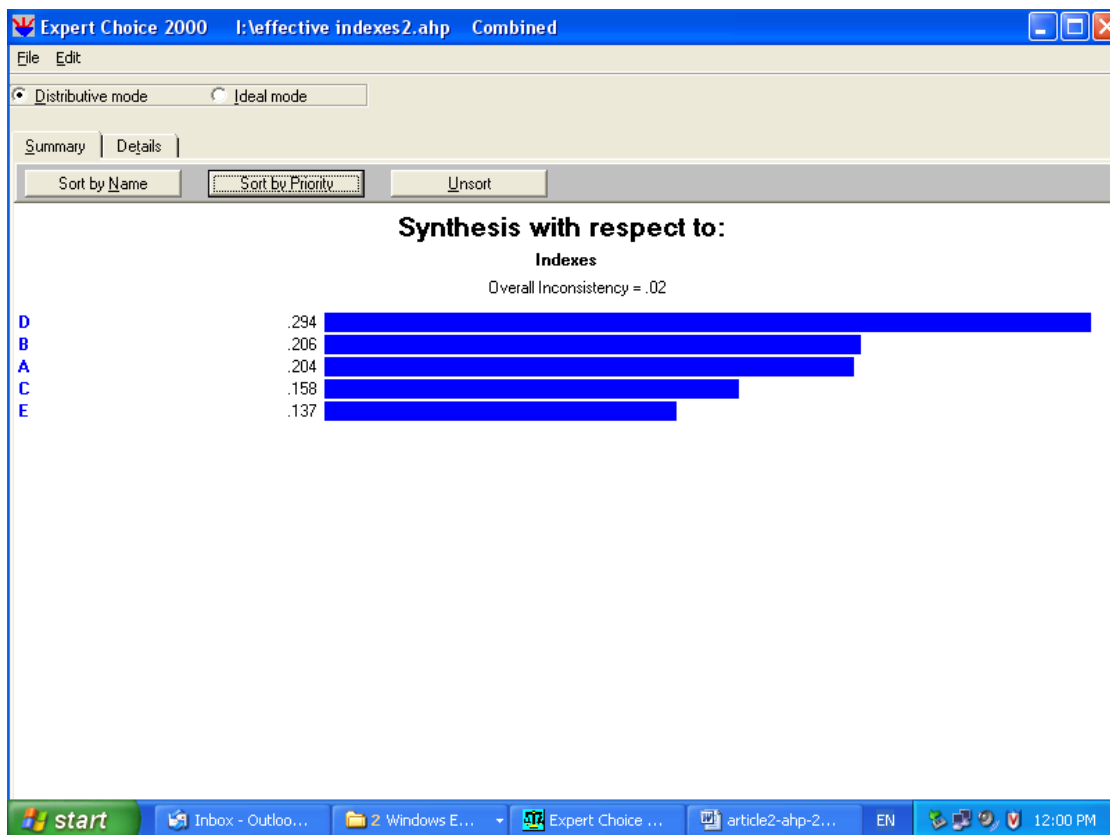 Expert Choice 2000 I:\effective indexes2.ahp Combined
File Edit
Distributive mode Ideal mode
Summary Details
Sort by Name Sort by Priority Unsort
Synthesis with respect to:
Indexes
Overall Inconsistency = .02
D .294
B .206
A .204
C .158
E .137
start Inbox - Outloo... 2 Windows E... Expert Choice ... article2-ahp-2... EN 12:00 PM